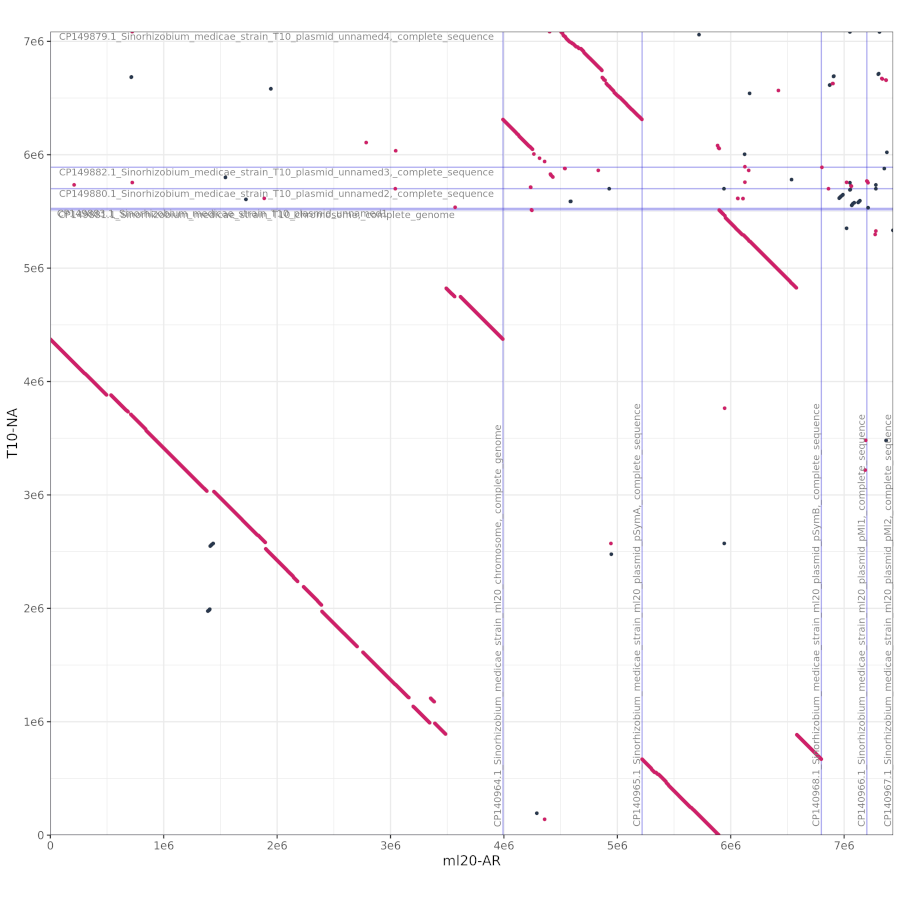 7e6
CP149879.1_Sinorhizobium_medicae_strain_T10_plasmid_unnamed4,_complete_sequence
6e6
CP149882.1_Sinorhizobium_medicae_strain_T10_plasmid_unnamed3,_complete_sequence
CP149880.1_Sinorhizobium_medicae_strain_T10_plasmid_unnamed2,_complete_sequence
5e6
4e6
3e6
2e6
1e6
0
T10-NA
CP140964.1_Sinorhizobium_medicae_strain_ml20_chromosome,_complete_genome
CP140965.1_Sinorhizobium_medicae_strain_ml20_plasmid_pSymA,_complete_sequence
CP140968.1_Sinorhizobium_medicae_strain_ml20_plasmid_pSymB,_complete_sequence
CP140966.1_Sinorhizobium_medicae_strain_ml20_plasmid_pMl1,_complete_sequence
CP140967.1_Sinorhizobium_medicae_strain_ml20_plasmid_pMl2,_complete_sequence
0 1e6 2e6 3e6 4e6 5e6 6e6 7e6
ml20-AR